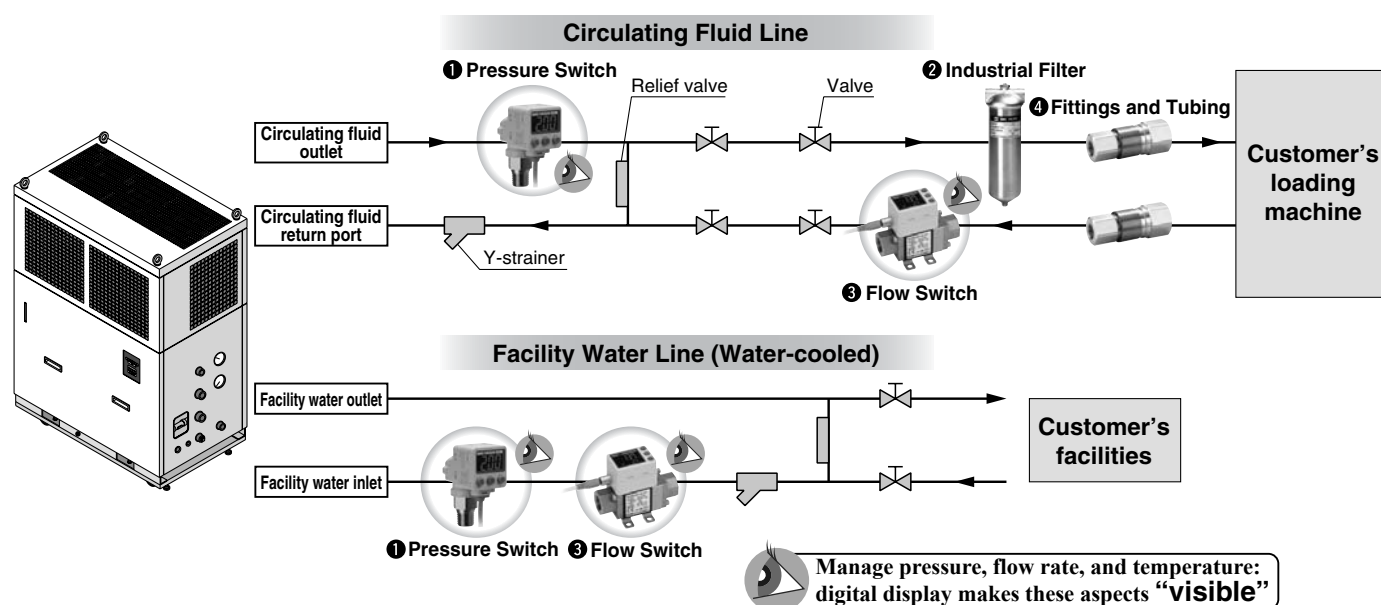 Circulating Fluid Line
❶ Pressure Switch
Relief valve
Valve
❷ Industrial Filter
❹ Fittings and Tubing
Circulating fluid
outlet
Customer's
loading
machine
Circulating fluid
return port
Y-strainer
❸ Flow Switch
Facility Water Line (Water-cooled)
Facility water outlet
Customer's
facilities
Facility water inlet
❶ Pressure Switch
❸ Flow Switch
Manage pressure, flow rate, and temperature:
digital display makes these aspects "visible"